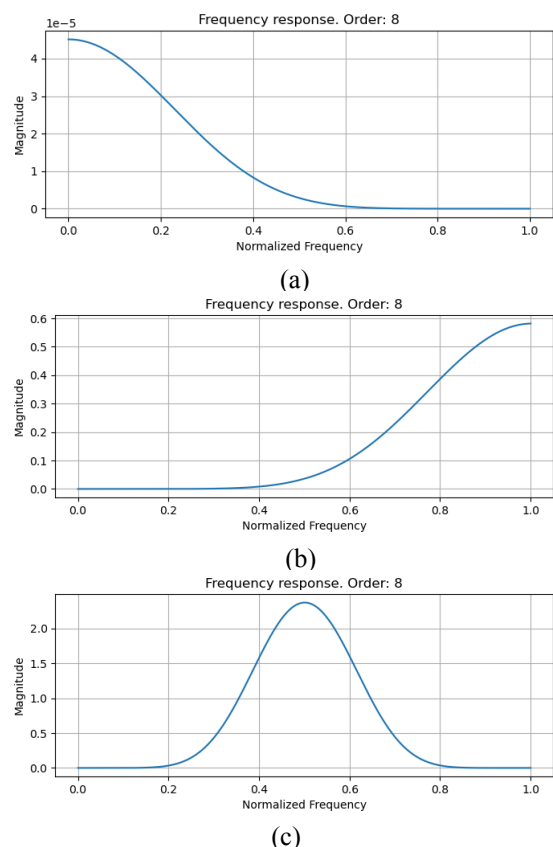 Frequency response. Order: 8
1e−5
4
3
2
1
0
Magnitude
0.0 0.2 0.4 0.6 0.8 1.0
Normalized Frequency
(a)
Frequency response. Order: 8
0.6
0.5
0.4
0.3
0.2
0.1
0.0
Magnitude
0.0 0.2 0.4 0.6 0.8 1.0
Normalized Frequency
(b)
Frequency response. Order: 8
2.0
1.5
1.0
0.5
0.0
Magnitude
0.0 0.2 0.4 0.6 0.8 1.0
Normalized Frequency
(c)